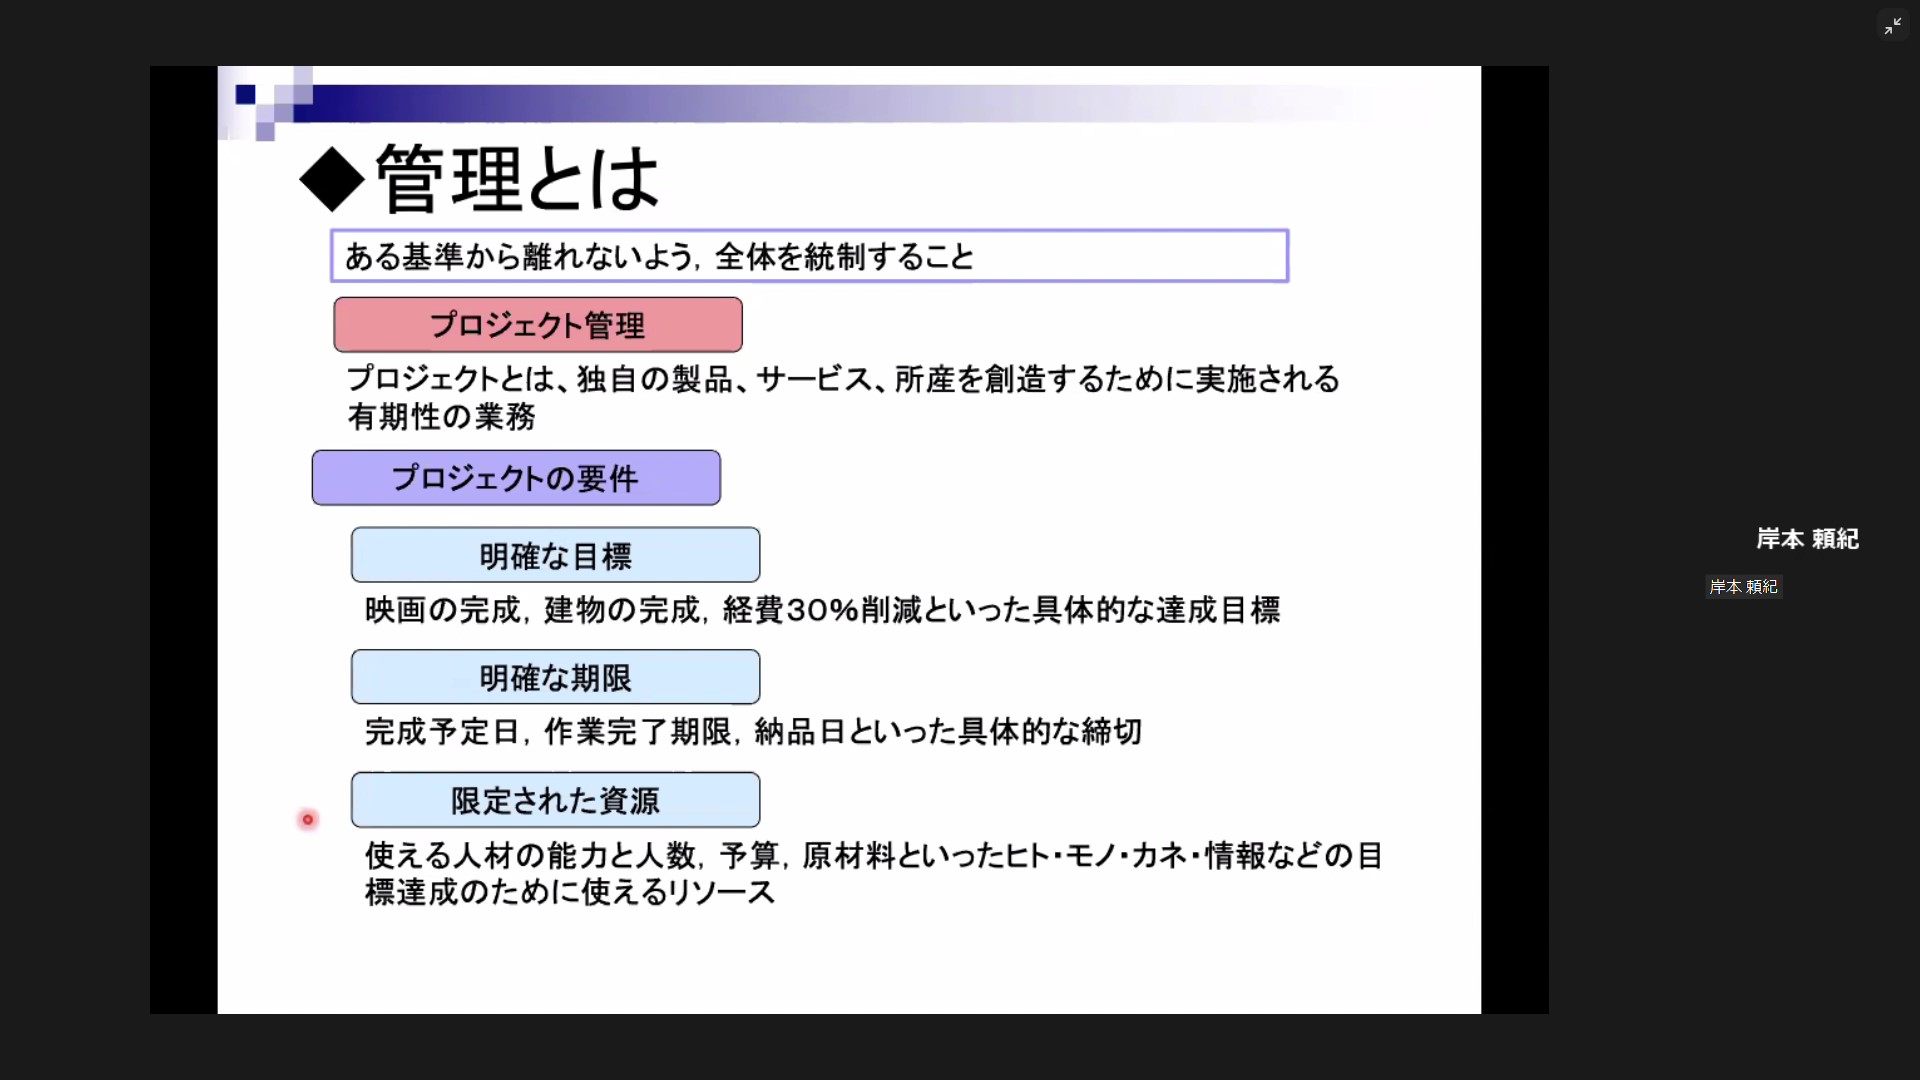 ◆管理とは
ある基準から離れないよう，全体を統制すること
プロジェクト管理
プロジェクトとは、独自の製品、サービス、所産を創造するために実施される
有期性の業務
プロジェクトの要件
明確な目標
映画の完成，建物の完成，経費30%削減といった具体的な達成目標
明確な期限
完成予定日，作業完了期限，納品日といった具体的な締切
限定された資源
使える人材の能力と人数，予算，原材料といったヒト・モノ・カネ・情報などの目
標達成のために使えるリソース
岸本 頼紀
岸本 頼紀